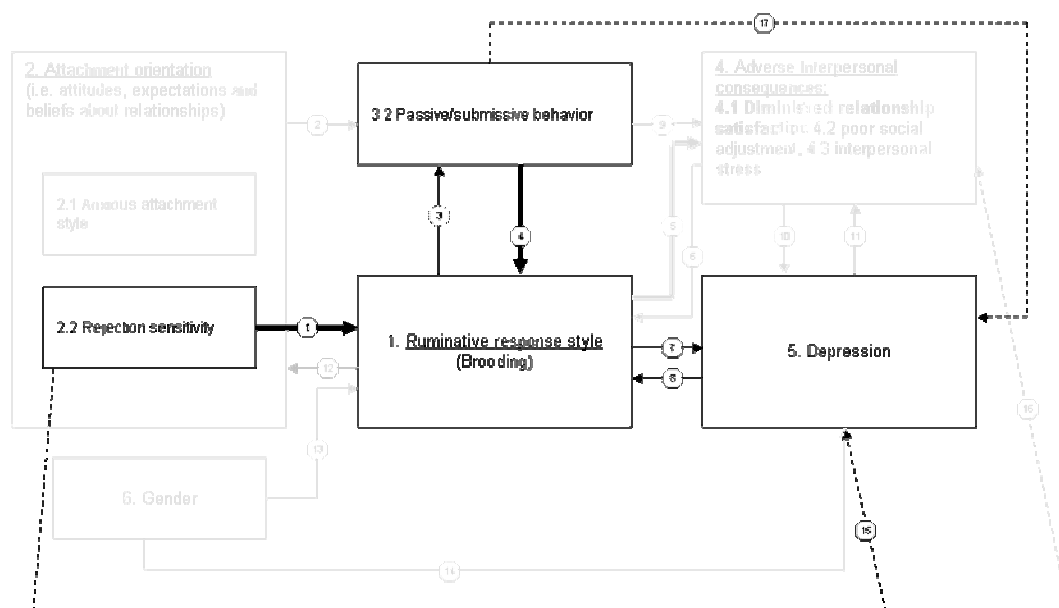 17
2. Attachment orientation
(i.e. attitudes, expectations and
beliefs about relationships)
3.2 Passive/submissive behavior
4. Adverse Interpersonal
consequences:
4.1 Diminished relationship
satisfaction, 4.2 poor social
adjustment, 4.3 interpersonal
stress
2
9
2.1 Anxious attachment
style
3
4
5
6
10
11
2.2 Rejection sensitivity
1
1. Ruminative response style
(Brooding)
7
8
5. Depression
12
13
16
6. Gender
14
15